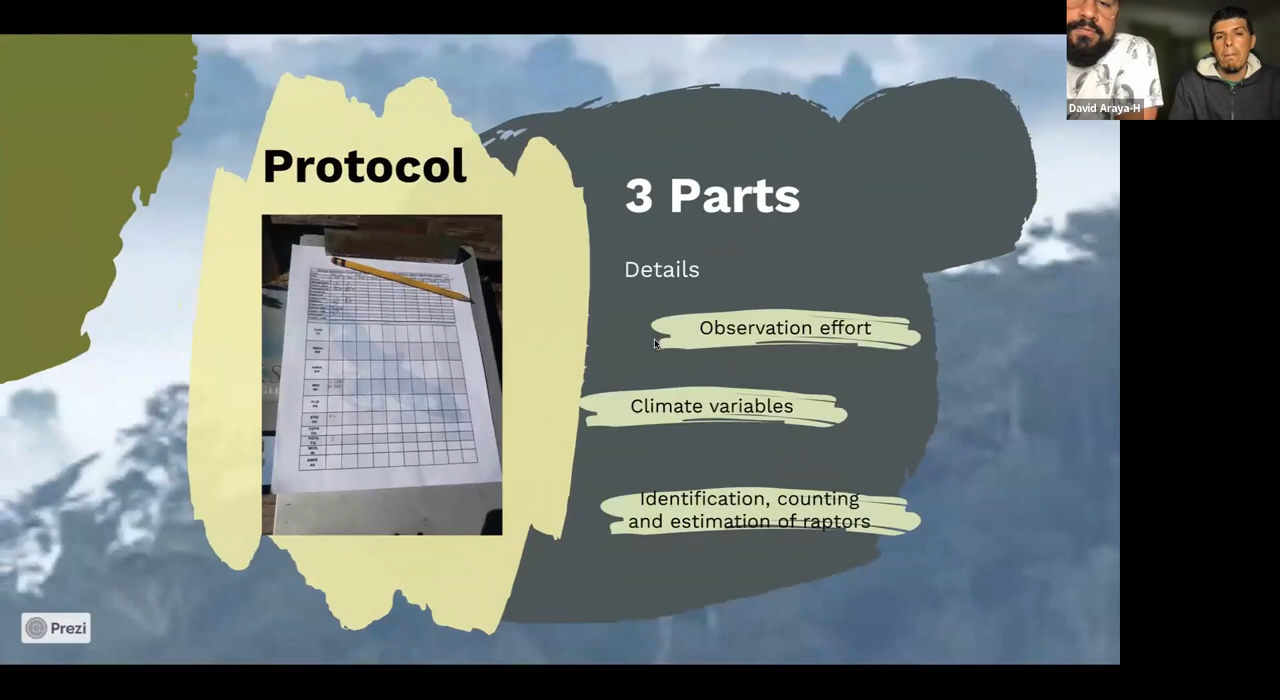 David Araya-H
Protocol
3 Parts
Details
Observation effort
Climate variables
Identification, counting
and estimation of raptors
Prezi